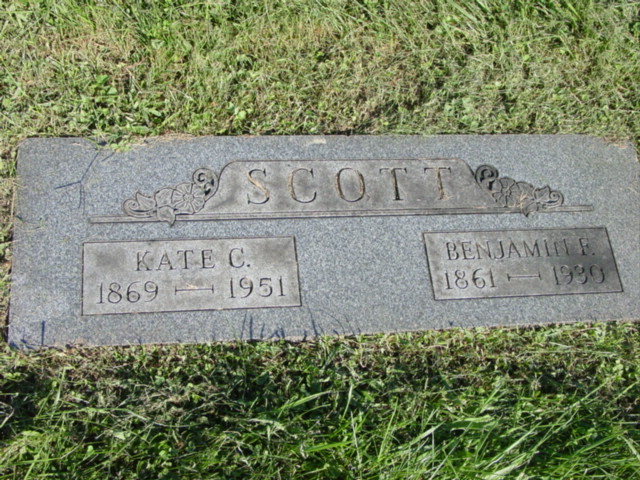 SCOTT
KATE C.
1869 — 1951
BENJAMIN F.
1861 — 1930